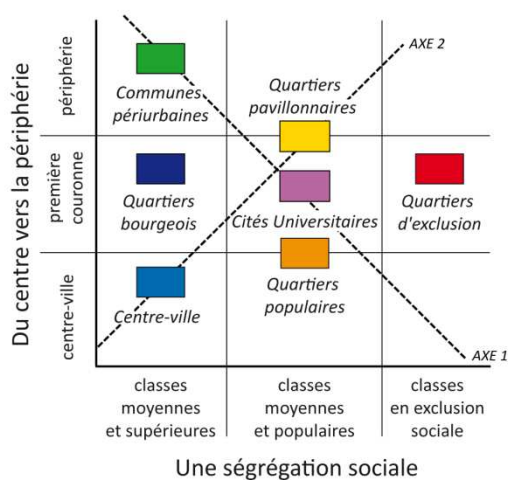 Du centre vers la périphérie
périphérie
première
couronne
centre-ville
AXE 2
Communes
périurbaines
Quartiers
pavillonnaires
Quartiers
bourgeois
Cités Universitaires
Quartiers
d'exclusion
Centre-ville
Quartiers
populaires
AXE 1
classes
moyennes
et supérieures
classes
moyennes
et populaires
classes
en exclusion
sociale
Une ségrégation sociale